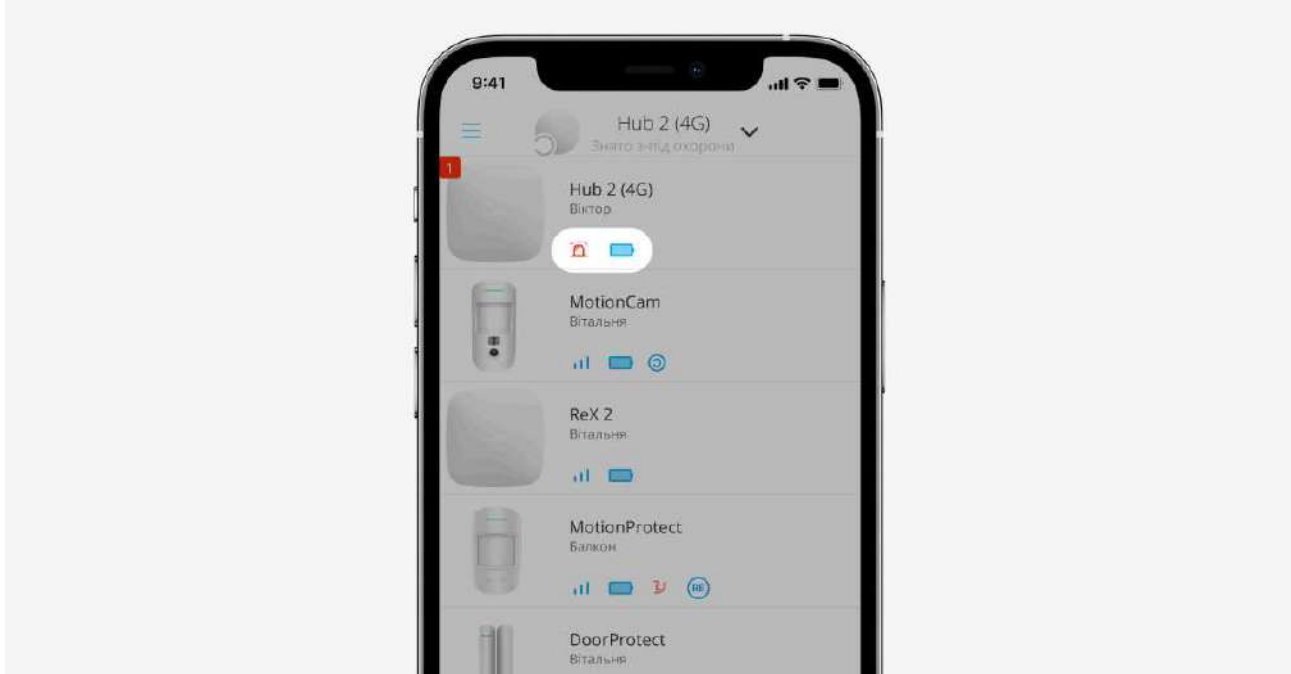 9:41
Hub 2 (4G)
Знято з-під охорони
1
Hub 2 (4G)
Віктор
MotionCam
Вітальня
ReX 2
Вітальня
MotionProtect
Балкон
RE
DoorProtect
Вітальня